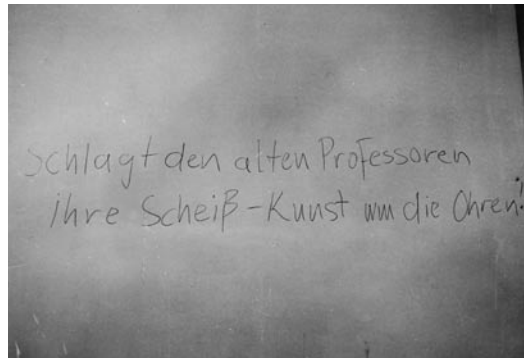 Schlagt den alten Professoren
ihre Scheiß-Kunst um die Ohren!